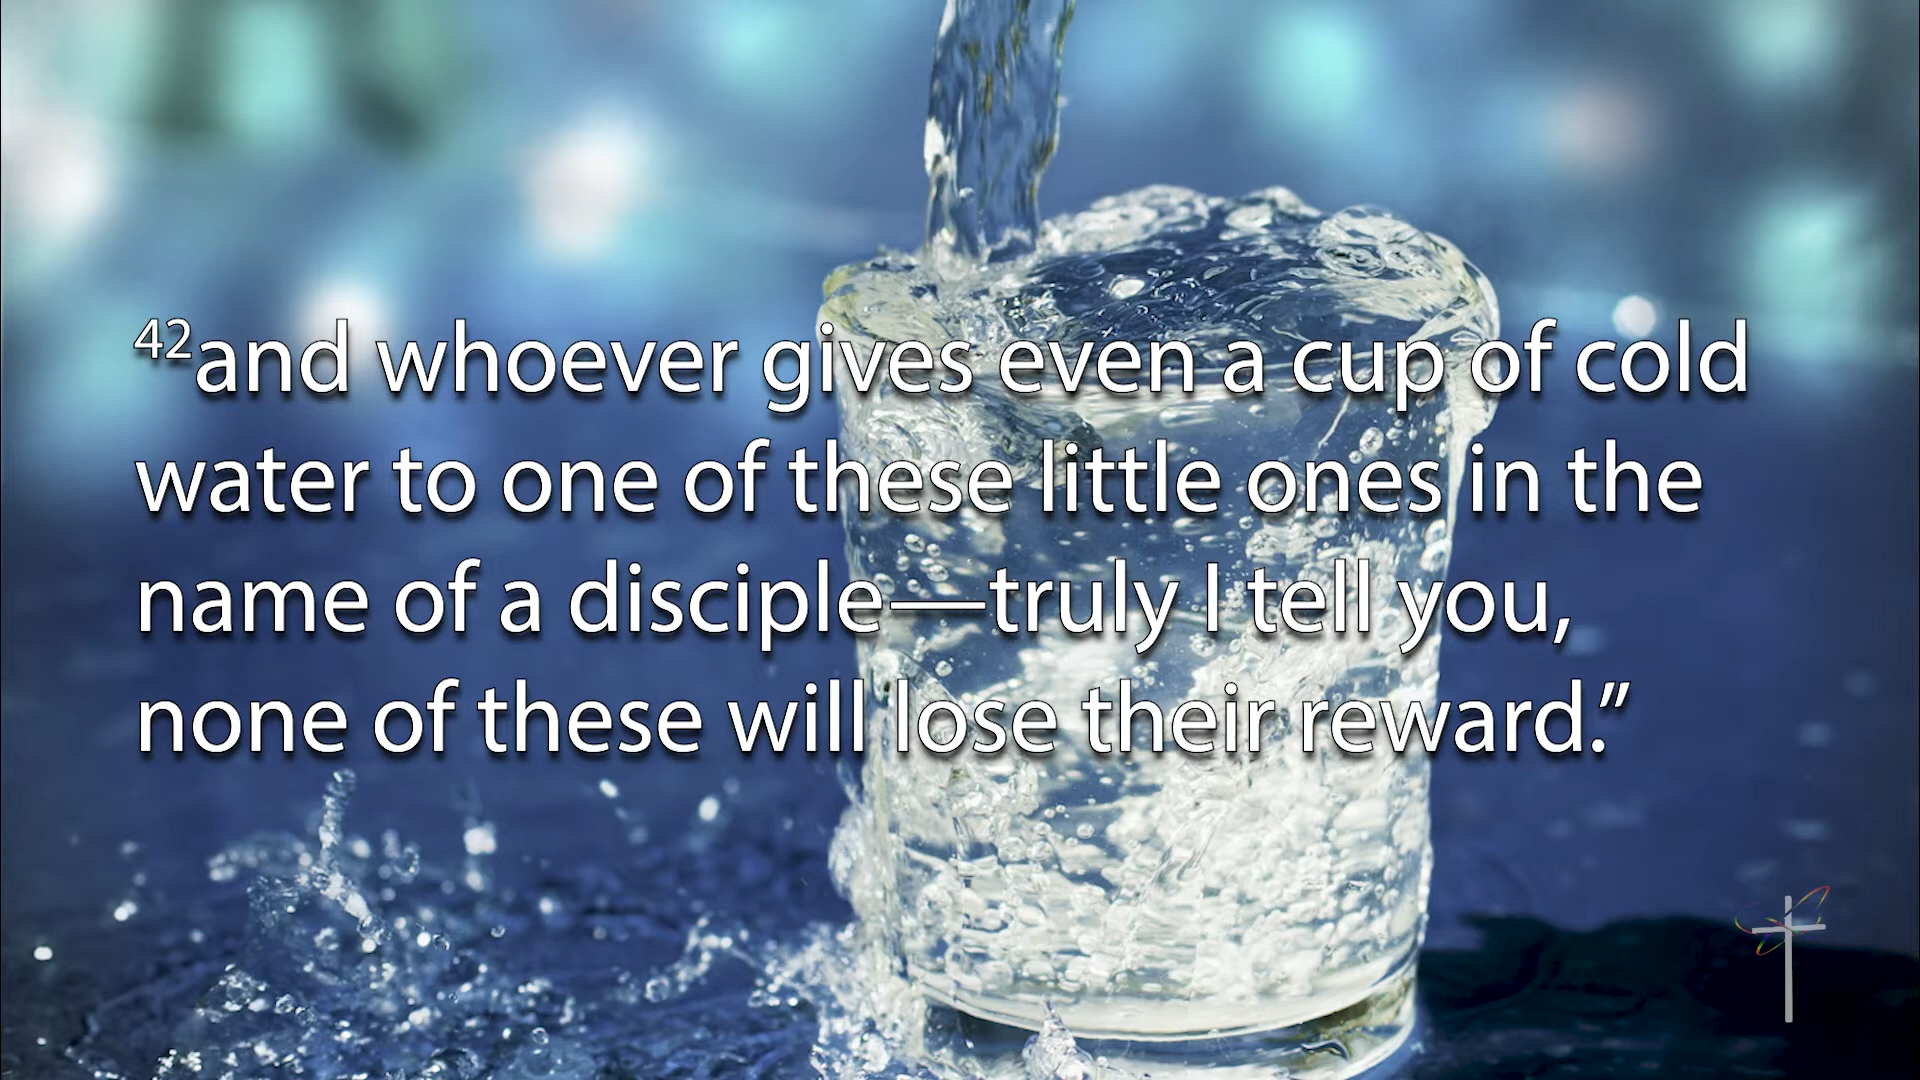 ⁴²and whoever gives even a cup of cold
water to one of these little ones in the
name of a disciple—truly I tell you,
none of these will lose their reward.”